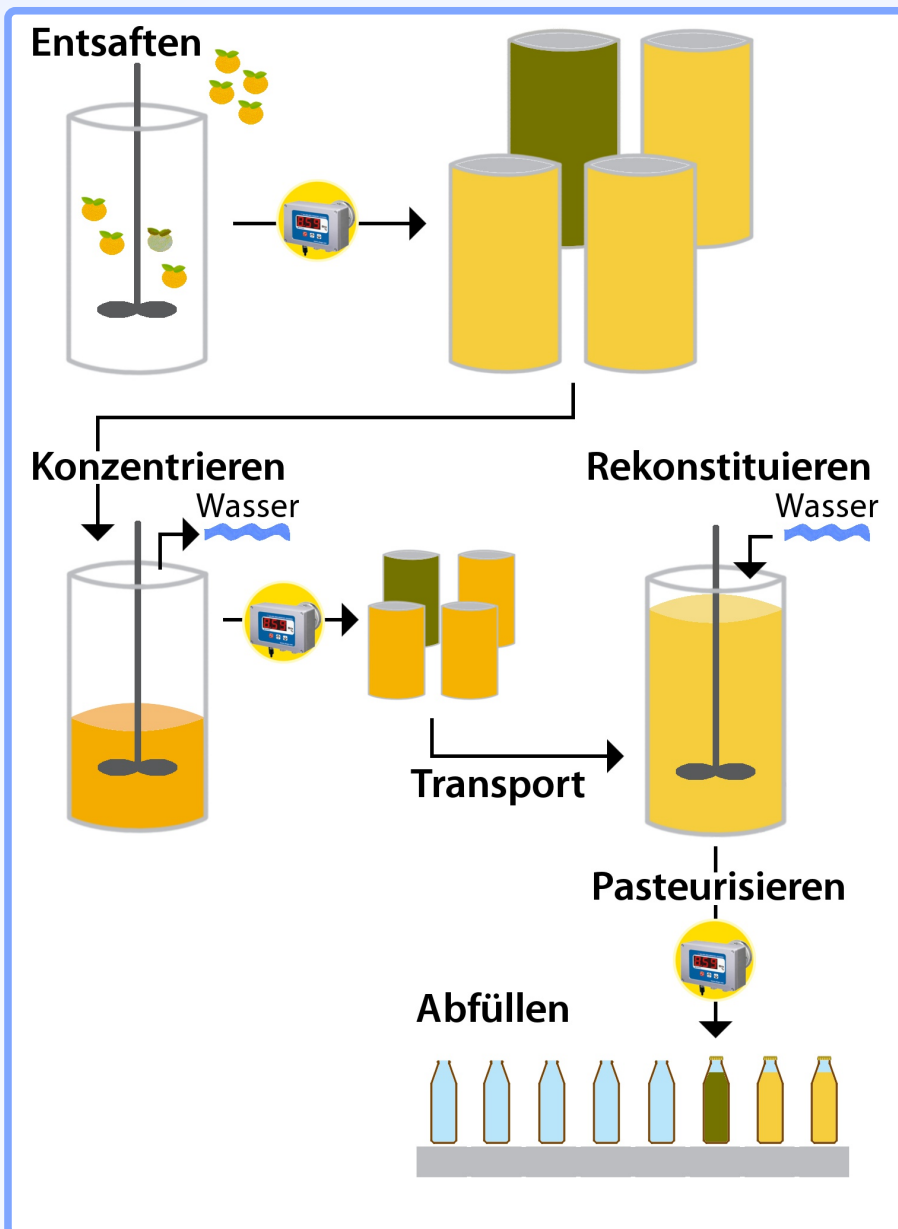 Entsaften
Konzentrieren
Wasser
Rekonstituieren
Wasser
Transport
Pasteurisieren
Abfüllen